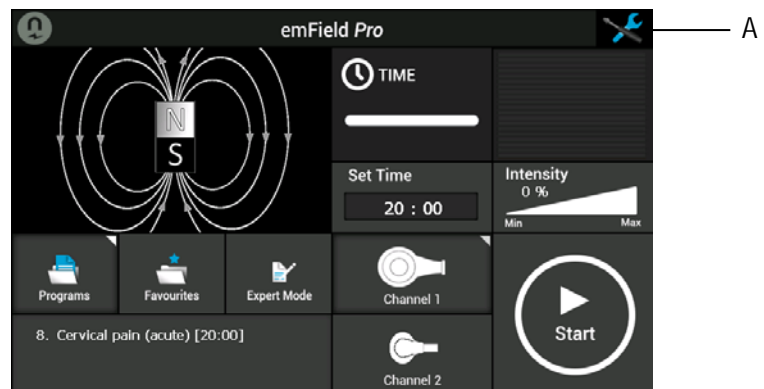 emField Pro
A
TIME
N
S
Set Time
20 : 00
Intensity
0 %
Min Max
Programs
Favourites
Expert Mode
Channel 1
Start
8. Cervical pain (acute) [20:00]
Channel 2